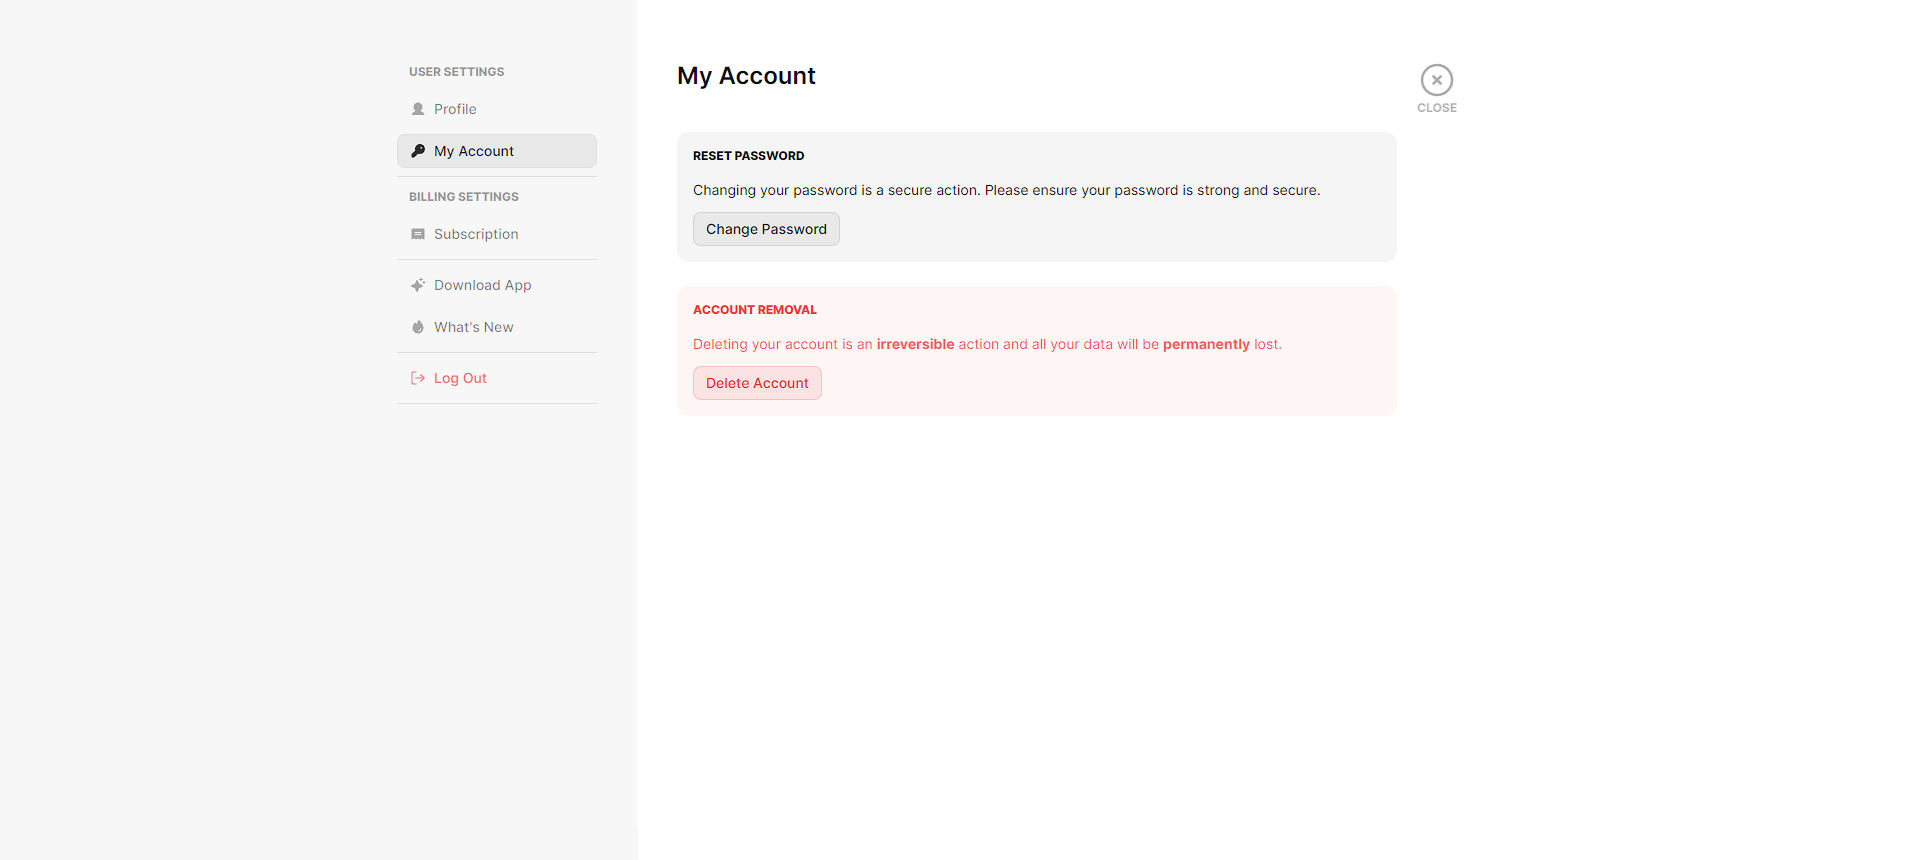 USER SETTINGS
Profile
My Account
BILLING SETTINGS
Subscription
Download App
What's New
Log Out
My Account
CLOSE
RESET PASSWORD
Changing your password is a secure action. Please ensure your password is strong and secure.
Change Password
ACCOUNT REMOVAL
Deleting your account is an irreversible action and all your data will be permanently lost.
Delete Account